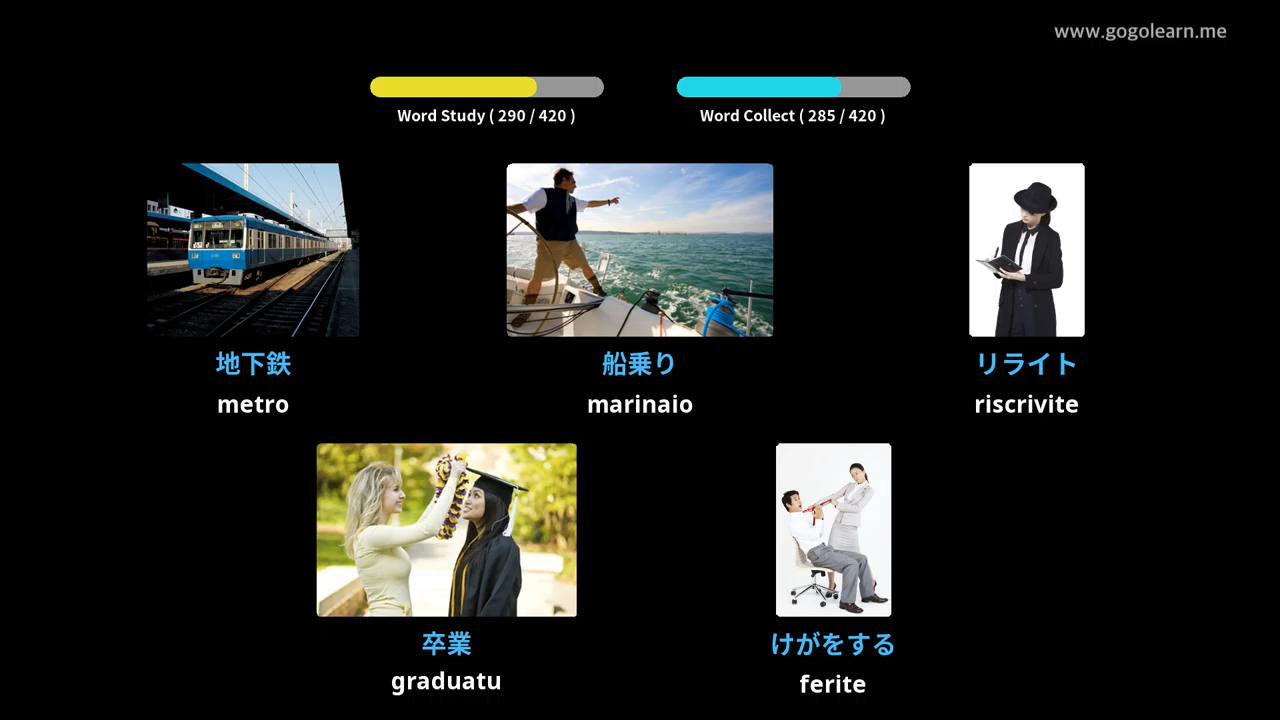 www.gogolearn.me
Word Study ( 290 / 420 )
Word Collect ( 285 / 420 )
地下鉄
船乗り
リライト
metro
marinaio
riscrivite
卒業
けがをする
graduatu
ferite